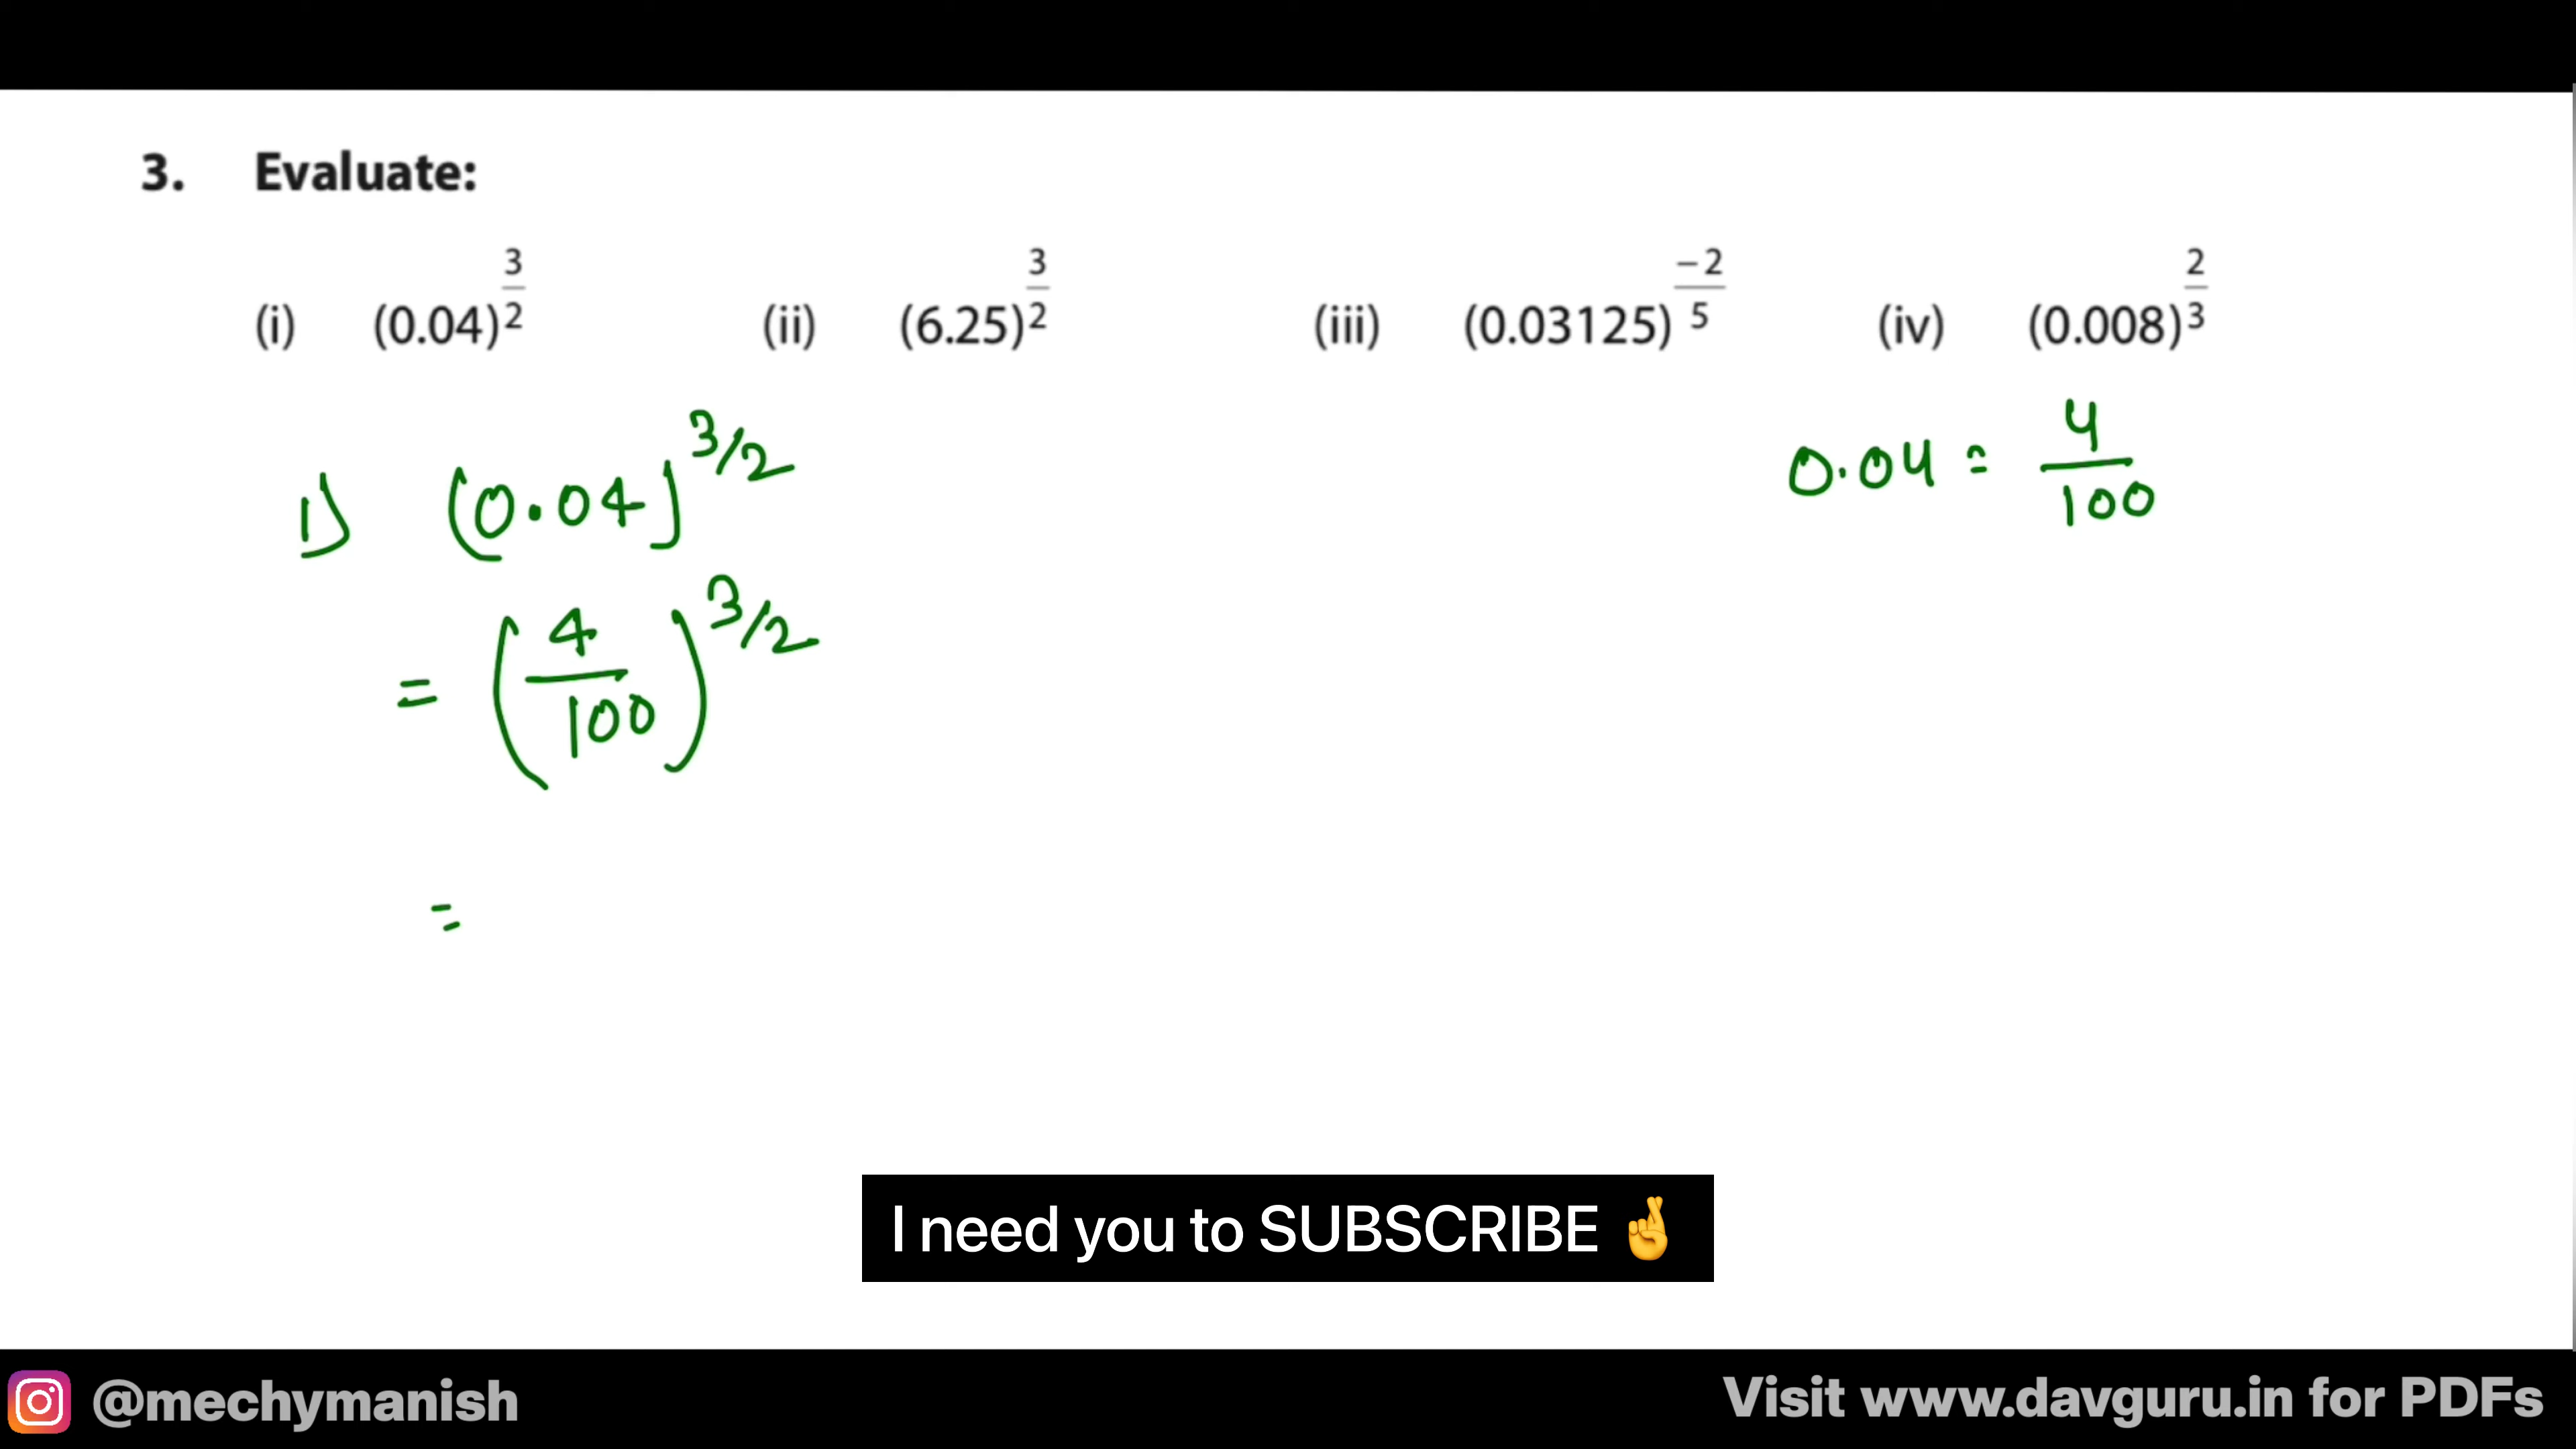 3. Evaluate:
(i) (0.04)^{3/2} (ii) (6.25)^{3/2} (iii) (0.03125)^{-2/5} (iv) (0.008)^{2/3}
1) (0.04)^{3/2}
0.04 = 4/100
= (4/100)^{3/2}
=
I need you to SUBSCRIBE 🤞
@mechymanish
Visit www.davguru.in for PDFs